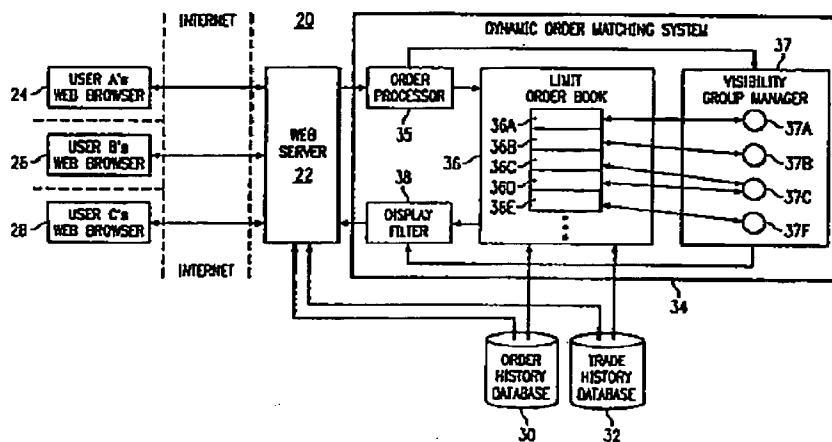 INTERNET
20
DYNAMIC ORDER MATCHING SYSTEM
37
24
USER A's
WEB BROWSER
ORDER
PROCESSOR
35
LIMIT
ORDER BOOK
VISIBILITY
GROUP MANAGER
36A
36B
36C
36D
36E
36
37A
37B
37C
37F
26
USER B's
WEB BROWSER
WEB
SERVER
22
38
DISPLAY
FILTER
28
USER C's
WEB BROWSER
INTERNET
34
ORDER
HISTORY
DATABASE
30
TRADE
HISTORY
DATABASE
32